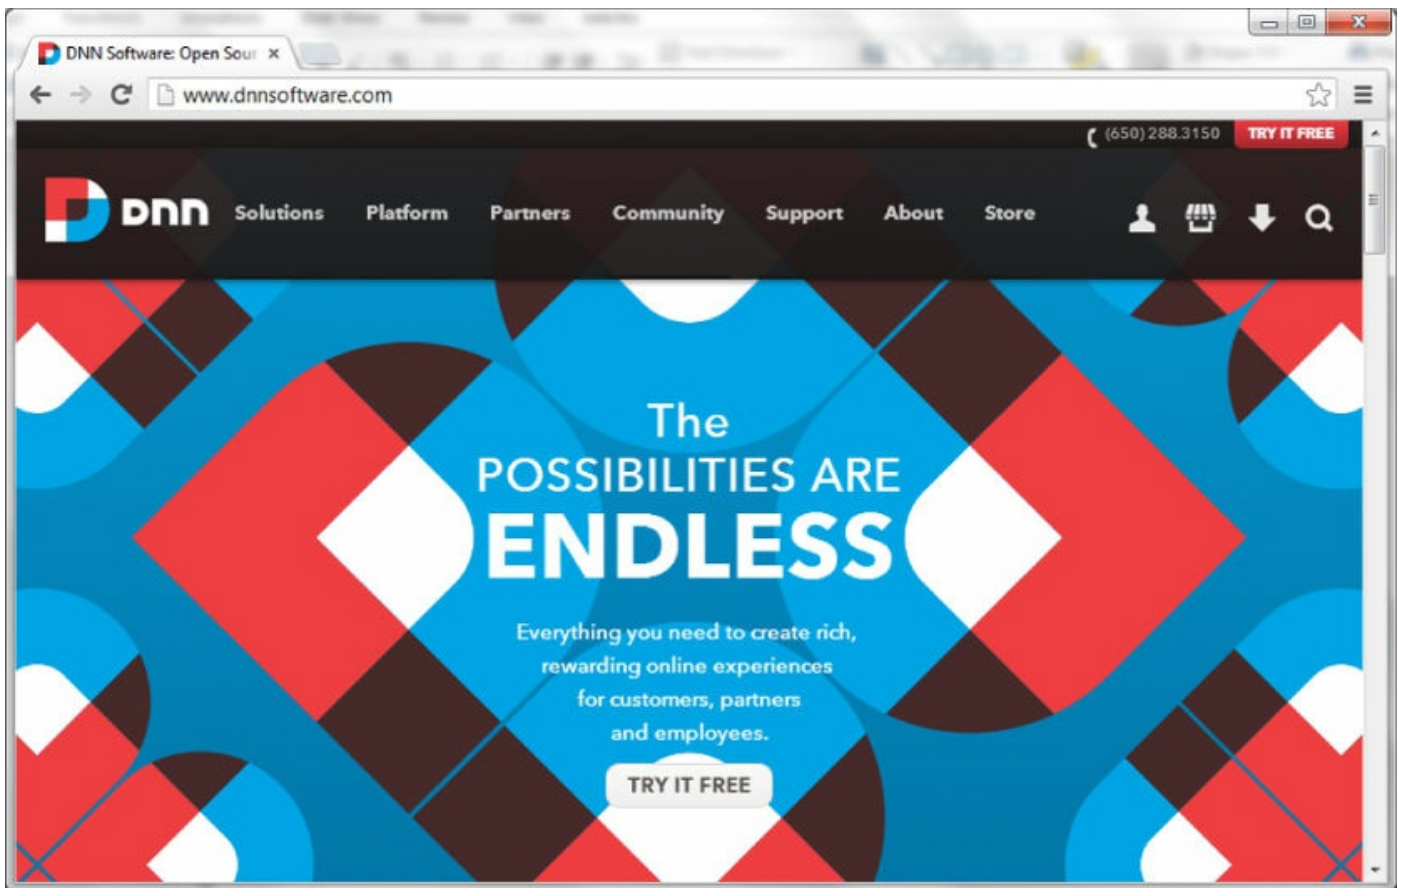 DNN Software: Open Sour
www.dnnsoftware.com
(650) 288.3150 TRY IT FREE
DNN Solutions Platform Partners Community Support About Store
The
POSSIBILITIES ARE
ENDLESS
Everything you need to create rich,
rewarding online experiences
for customers, partners
and employees.
TRY IT FREE